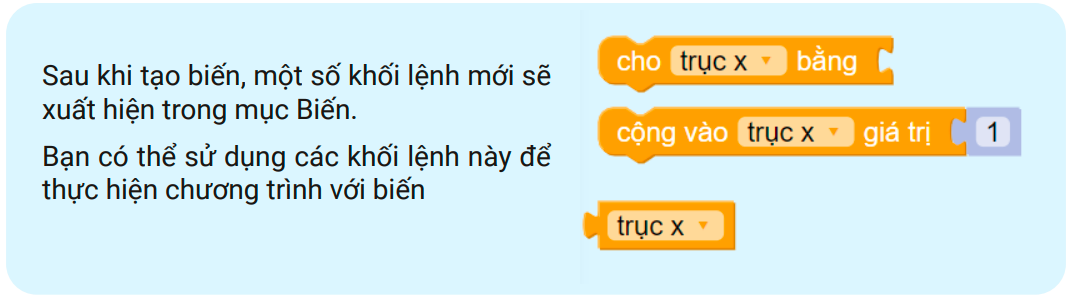 Sau khi tạo biến, một số khối lệnh mới sẽ
xuất hiện trong mục Biến.
Bạn có thể sử dụng các khối lệnh này để
thực hiện chương trình với biến
cho trục x bằng
cộng vào trục x giá trị 1
trục x